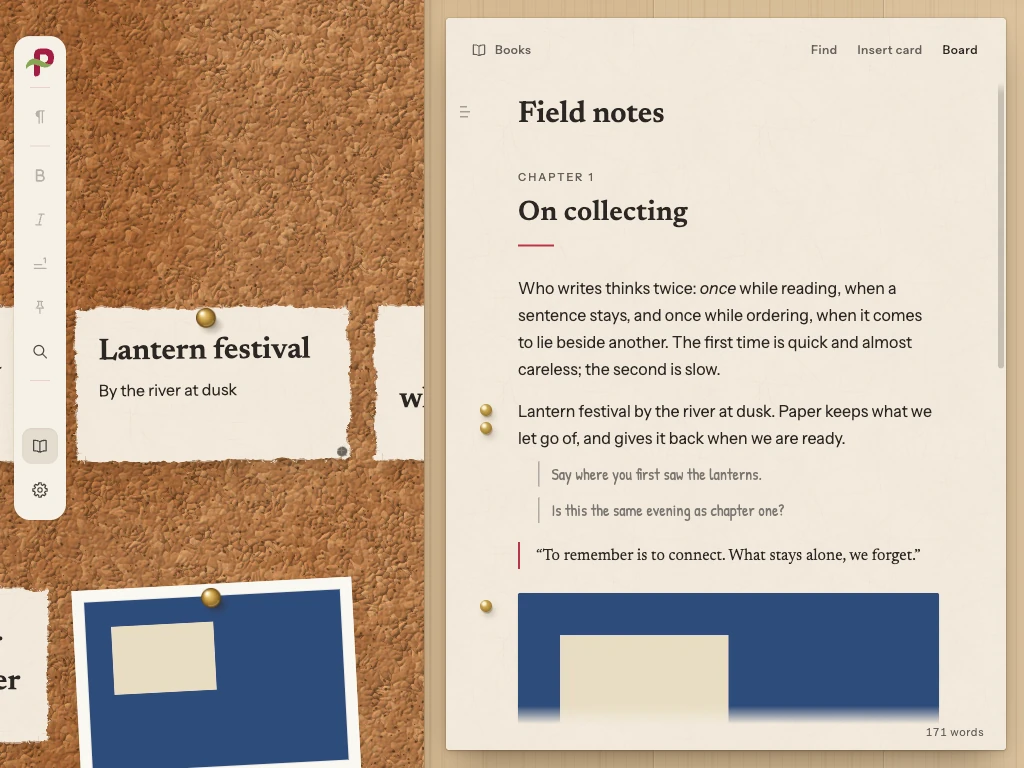 Books
Find
Insert card
Board
Field notes
CHAPTER 1
On collecting
Who writes thinks twice: once while reading, when a
sentence stays, and once while ordering, when it comes
to lie beside another. The first time is quick and almost
careless; the second is slow.
Lantern festival by the river at dusk. Paper keeps what we
let go of, and gives it back when we are ready.
Say where you first saw the lanterns.
Is this the same evening as chapter one?
“To remember is to connect. What stays alone, we forget.”
171 words
Lantern festival
By the river at dusk